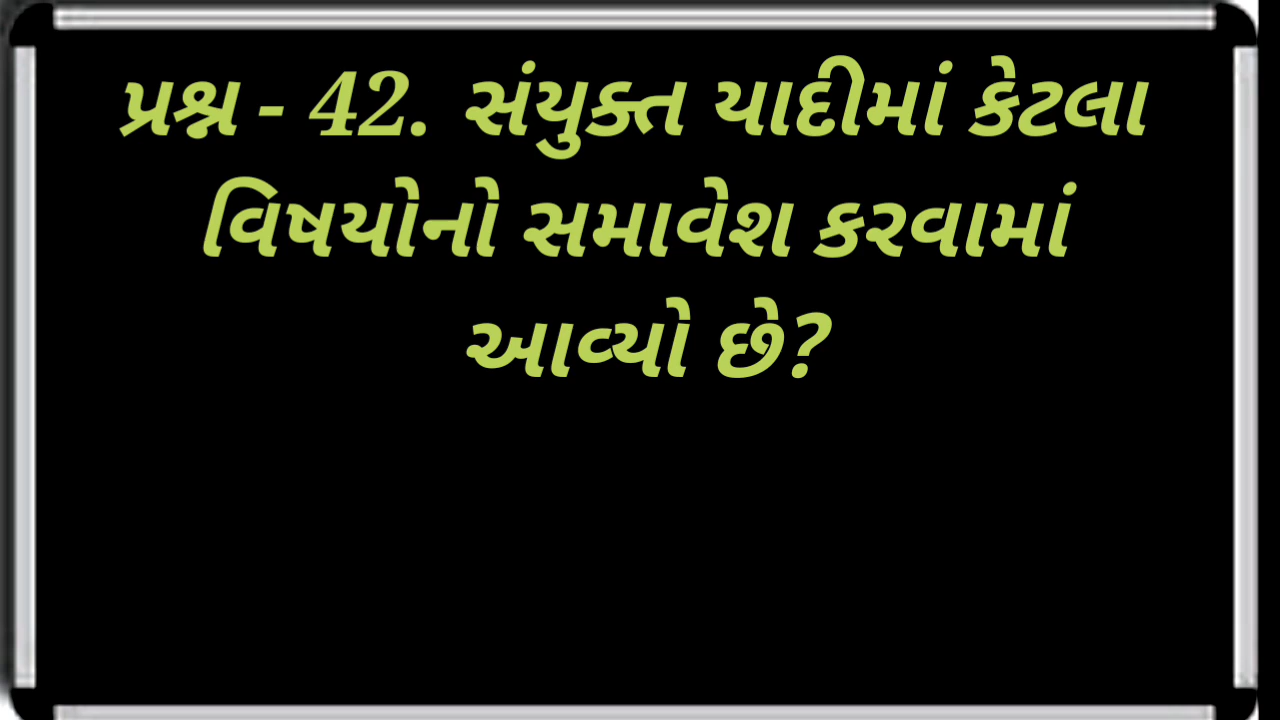 પ્રશ્ન - 42. સંયુક્ત યાદીમાં કેટલા
વિષયોનો સમાવેશ કરવામાં
આવ્યો છે?